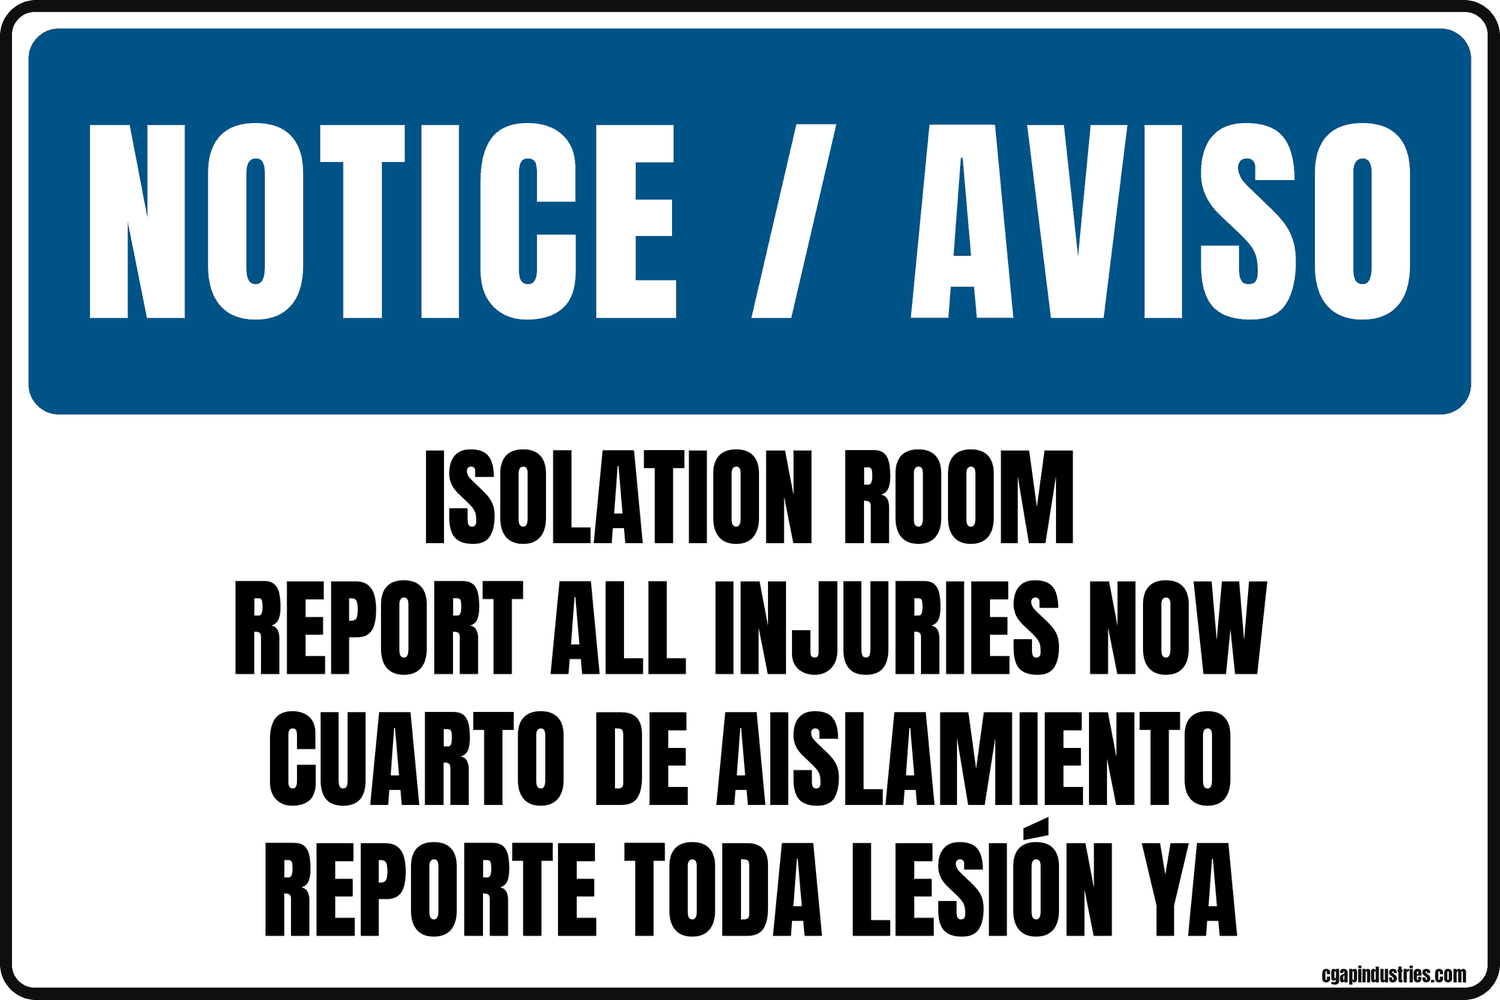 NOTICE / AVISO
ISOLATION ROOM
REPORT ALL INJURIES NOW
CUARTO DE AISLAMIENTO
REPORTE TODA LESIÓN YA
cgapindustries.com